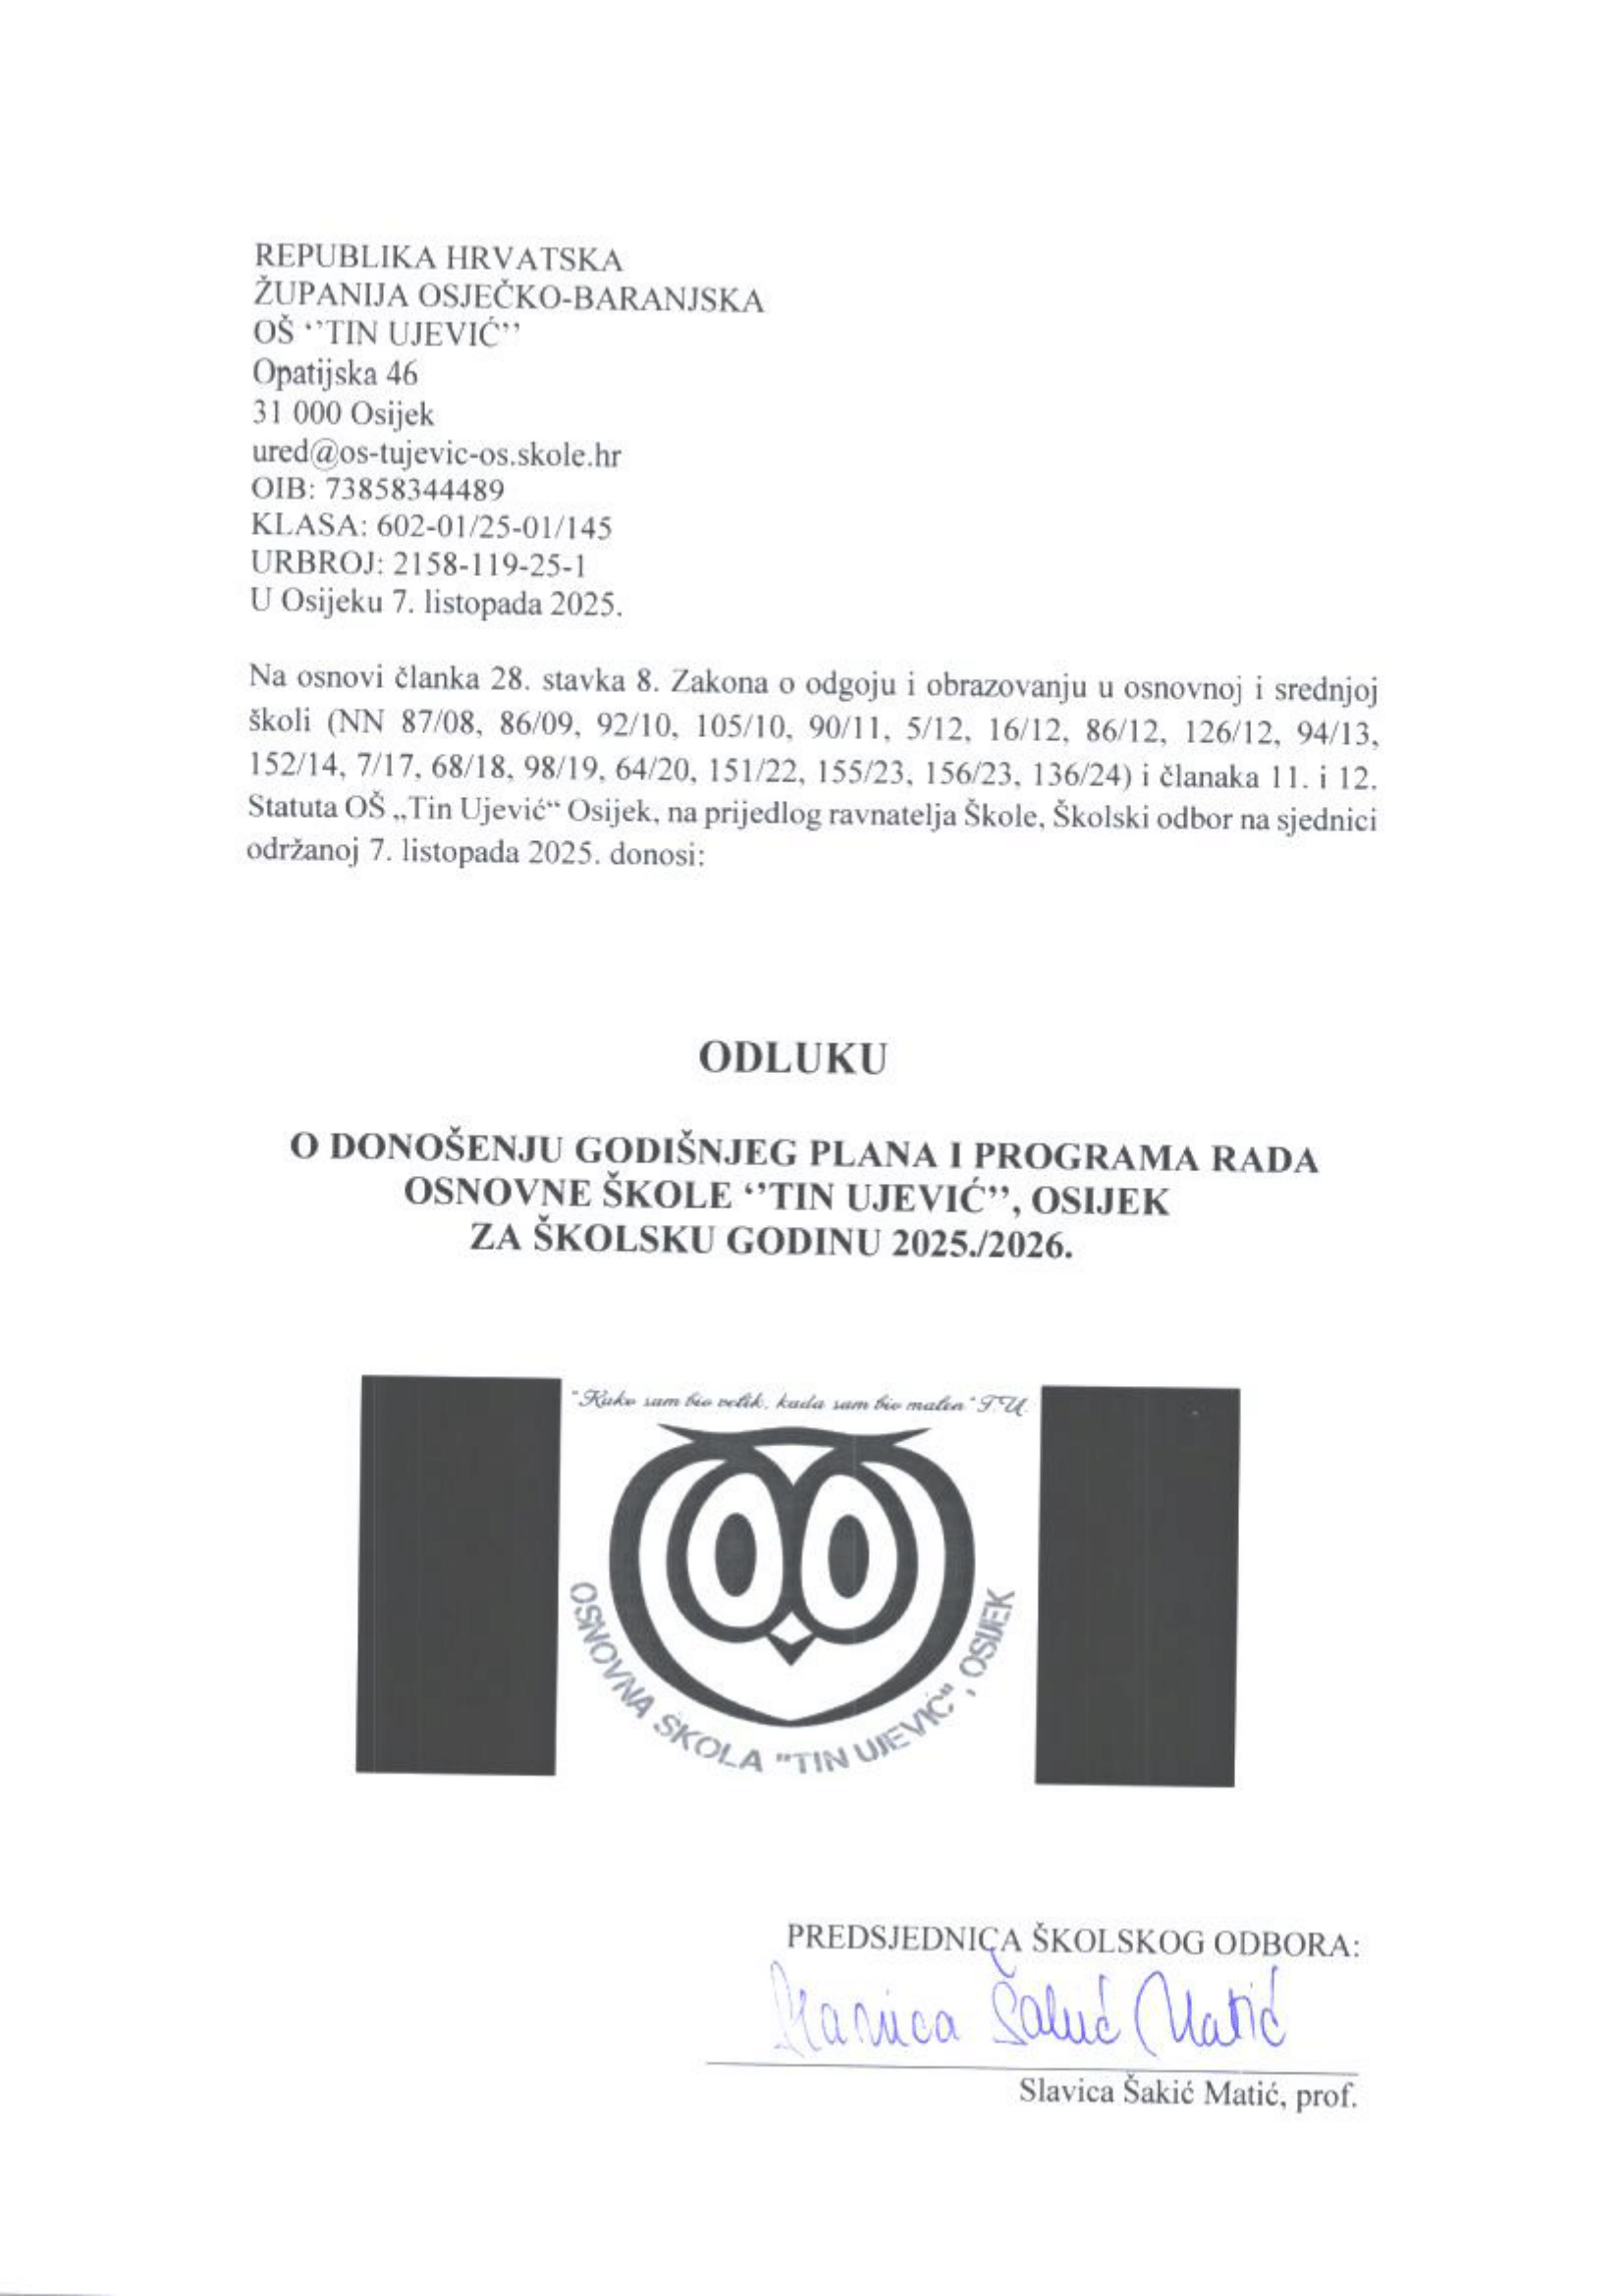 REPUBLIKA HRVATSKA
ŽUPANIJA OSJEČKO-BARANJSKA
OŠ ‘’TIN UJEVIĆ’’
Opatijska 46
31 000 Osijek
ured@os-tujevic-os.skole.hr
OIB: 73858344489
KLASA: 602-01/25-01/145
URBROJ: 2158-119-25-1
U Osijeku 7. listopada 2025.
Na osnovi članka 28. stavka 8. Zakona o odgoju i obrazovanju u osnovnoj i srednjoj
školi (NN 87/08, 86/09, 92/10, 105/10, 90/11, 5/12, 16/12, 86/12, 126/12, 94/13,
152/14, 7/17, 68/18, 98/19, 64/20, 151/22, 155/23, 156/23, 136/24) i članaka 11. i 12.
Statuta OŠ „Tin Ujević“ Osijek, na prijedlog ravnatelja Škole, Školski odbor na sjednici
održanoj 7. listopada 2025. donosi:
ODLUKU
O DONOŠENJU GODIŠNJEG PLANA I PROGRAMA RADA
OSNOVNE ŠKOLE ‘’TIN UJEVIĆ’’, OSIJEK
ZA ŠKOLSKU GODINU 2025./2026.
"Kako sam bio velik, kada sam bio malen" T.U.
OSNOVNA ŠKOLA "TIN UJEVIĆ", OSIJEK
PREDSJEDNICA ŠKOLSKOG ODBORA:
Slavica Šakić Matić
Slavica Šakić Matić, prof.